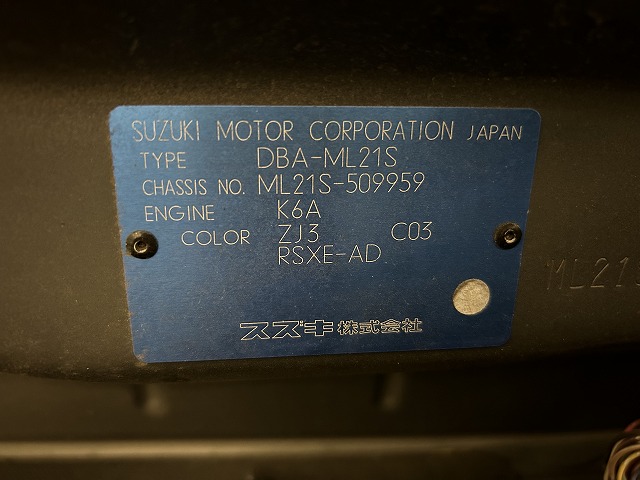 SUZUKI MOTOR CORPORATION JAPAN
TYPE DBA-ML21S
CHASSIS NO. ML21S-509959
ENGINE K6A
COLOR ZJ3 C03
RSXE-AD
スズキ株式会社
ML21